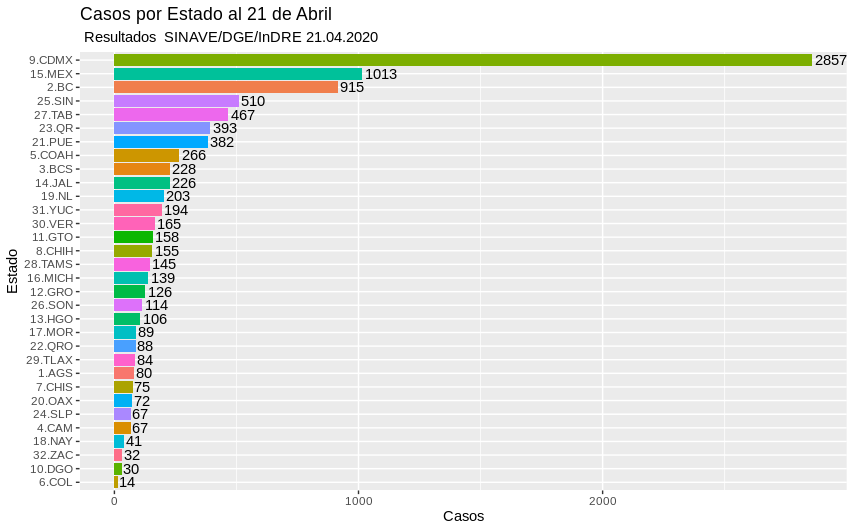 Casos por Estado al 21 de Abril
Resultados  SINAVE/DGE/InDRE 21.04.2020
Estado
9.CDMX 2857
15.MEX 1013
2.BC 915
25.SIN 510
27.TAB 467
23.QR 393
21.PUE 382
5.COAH 266
3.BCS 228
14.JAL 226
19.NL 203
31.YUC 194
30.VER 165
11.GTO 158
8.CHIH 155
28.TAMS 145
16.MICH 139
12.GRO 126
26.SON 114
13.HGO 106
17.MOR 89
22.QRO 88
29.TLAX 84
1.AGS 80
7.CHIS 75
20.OAX 72
24.SLP 67
4.CAM 67
18.NAY 41
32.ZAC 32
10.DGO 30
6.COL 14
0 1000 2000
Casos